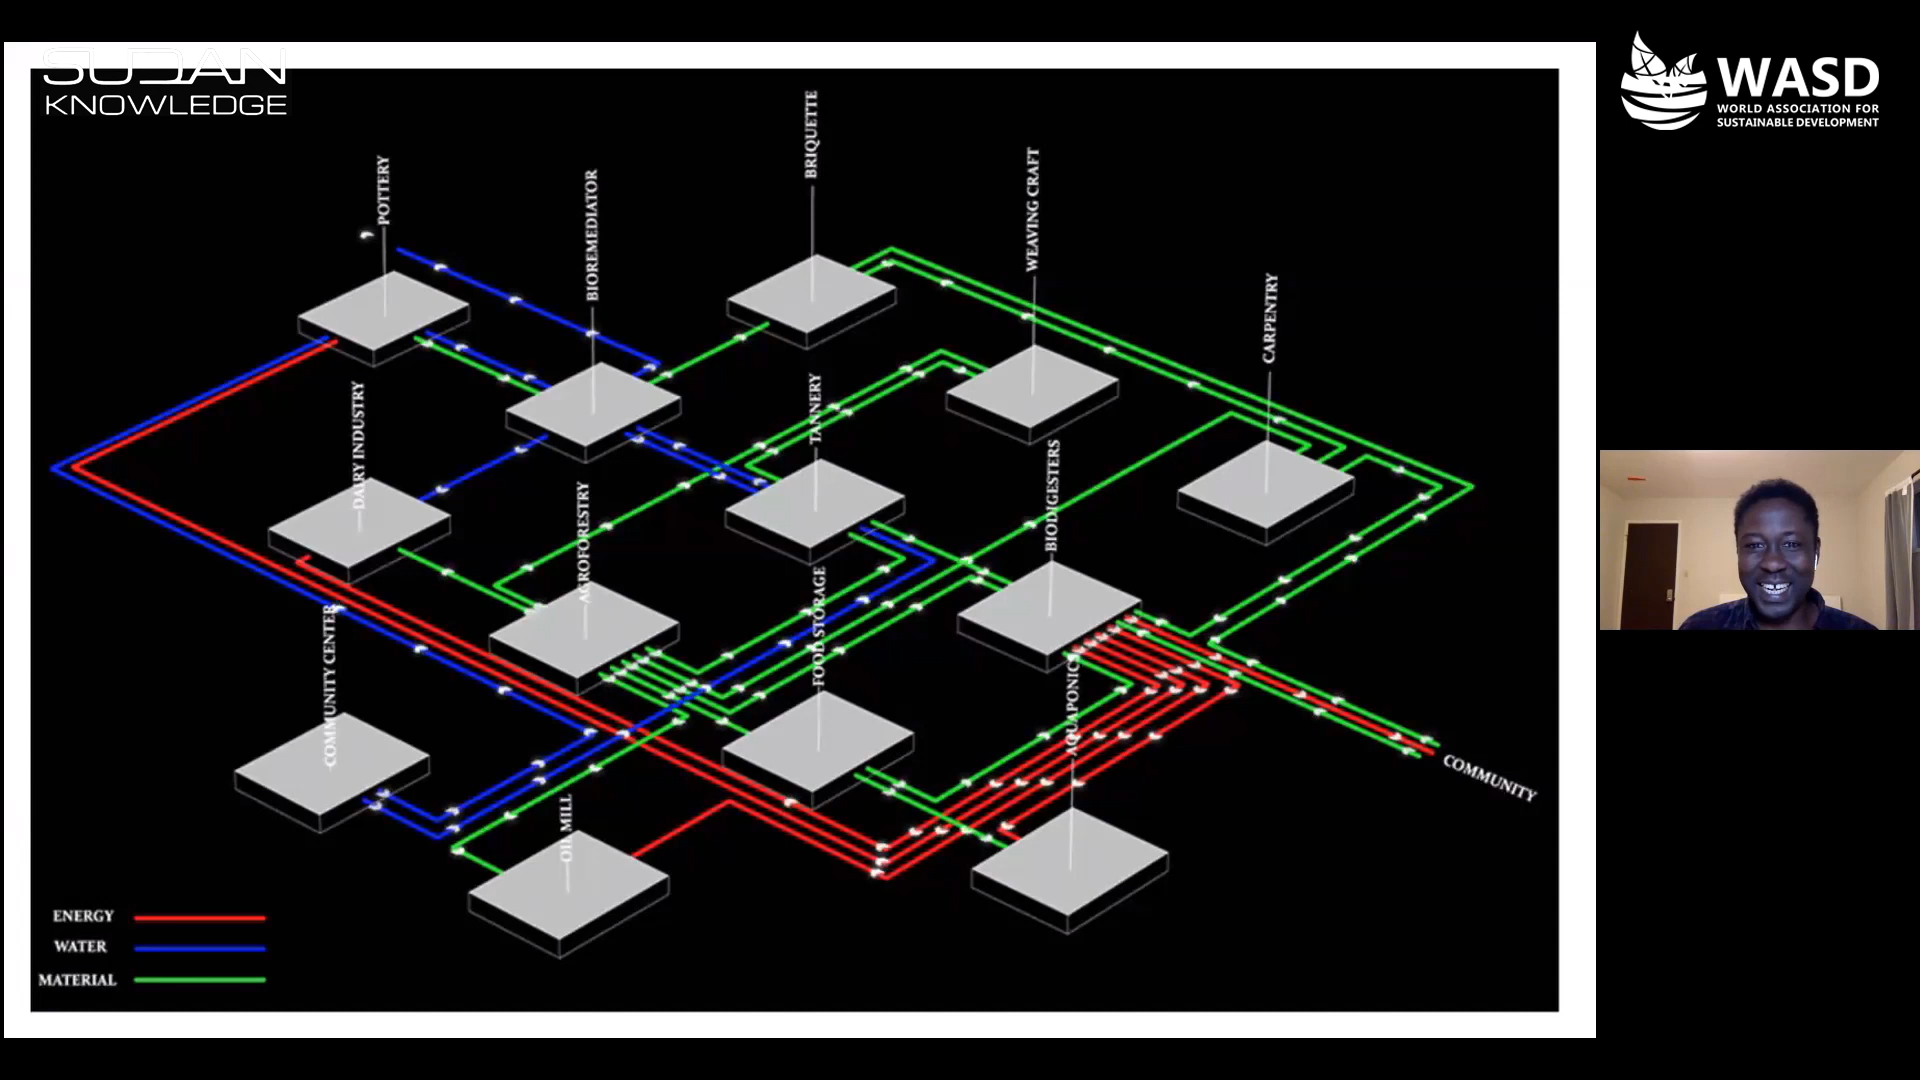 SUDAN
KNOWLEDGE
WASD
WORLD ASSOCIATION FOR
SUSTAINABLE DEVELOPMENT
POTTERY
BIOREMEDIATOR
BRIQUETTE
WEAVING CRAFT
CARPENTRY
DAIRY INDUSTRY
TANNERY
AGROFORESTRY
BIODIGESTERS
COMMUNITY CENTER
FOOD STORAGE
AQUAPONICS
OIL MILL
COMMUNITY
ENERGY
WATER
MATERIAL